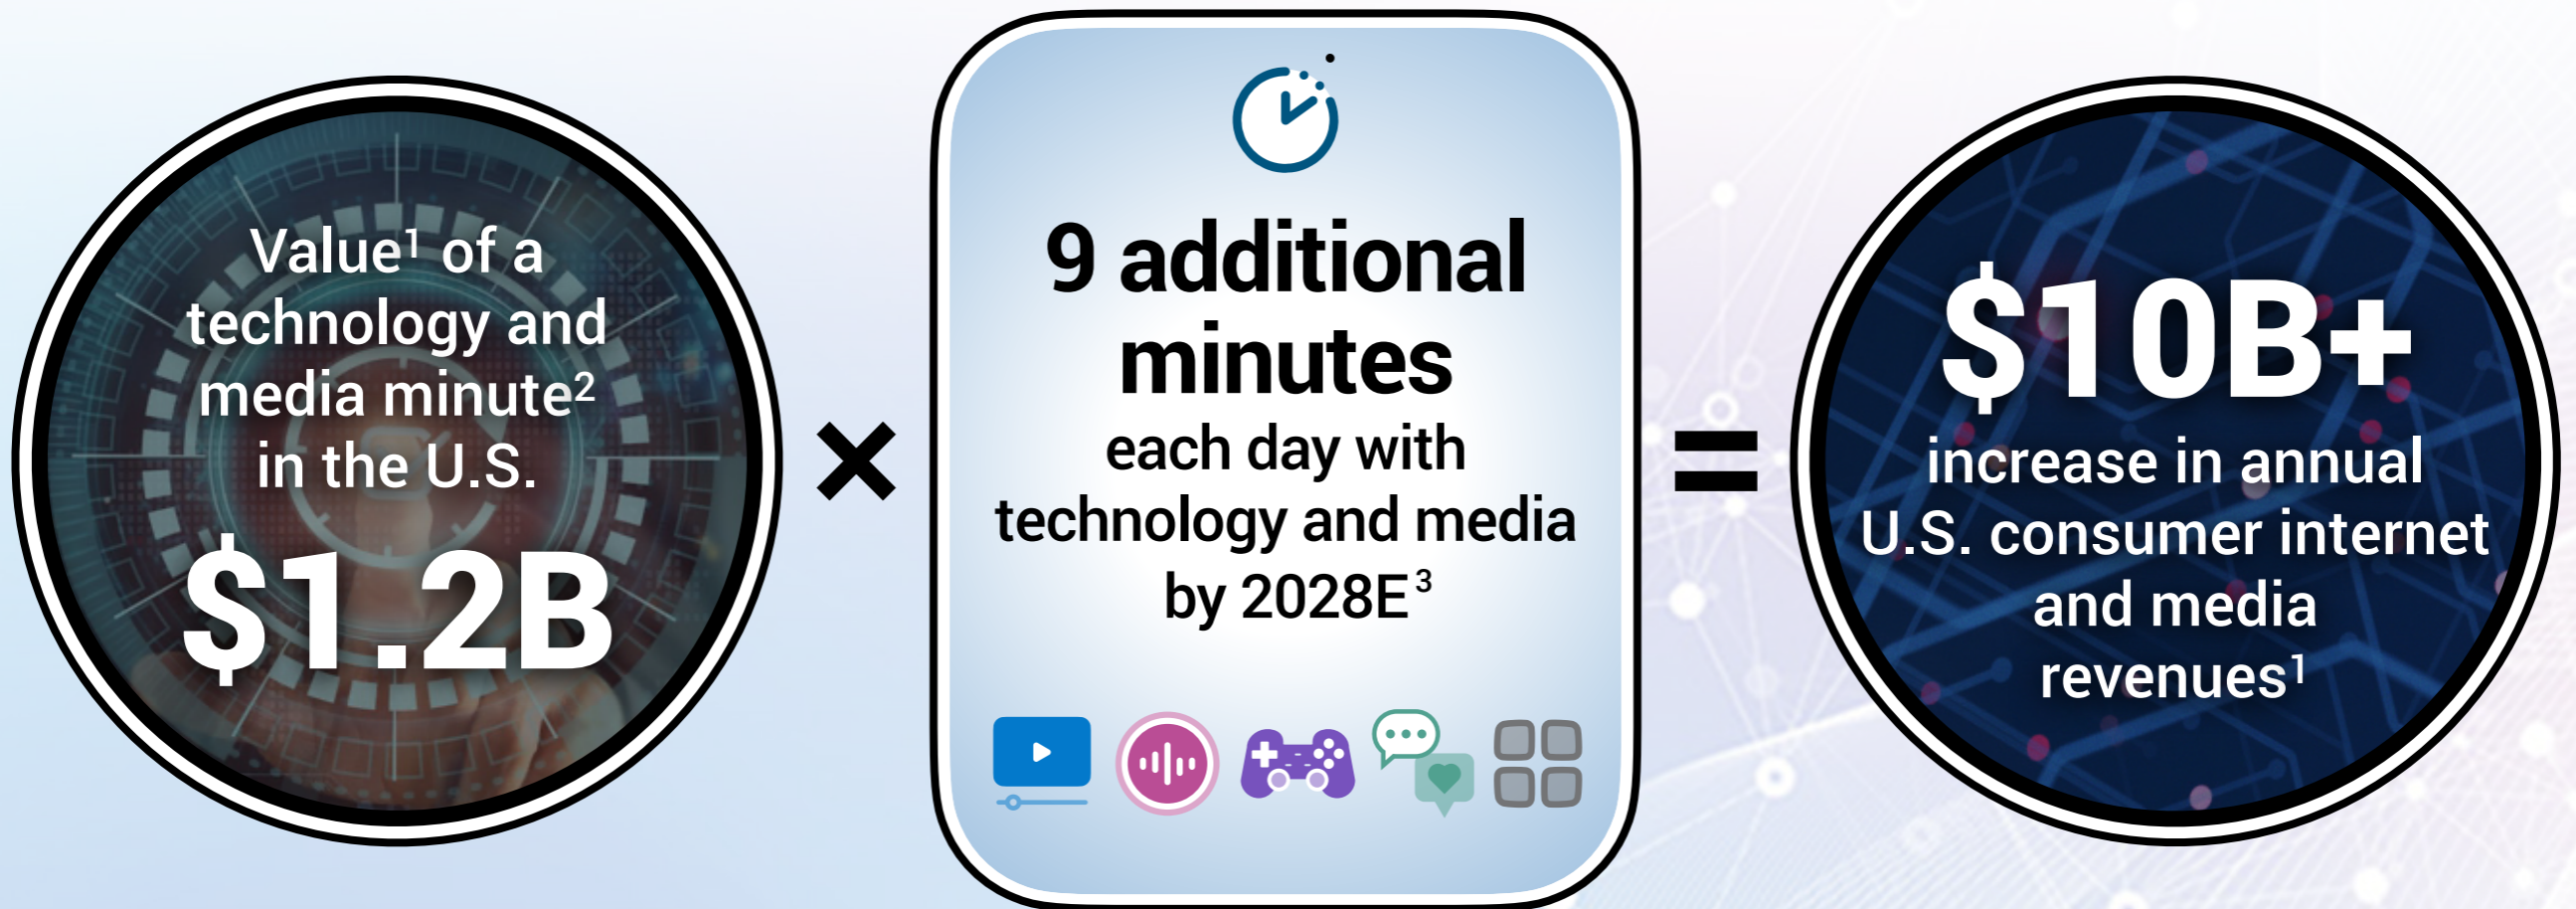 Value¹ of a
technology and
media minute²
in the U.S.
$1.2B
×
9 additional
minutes
each day with
technology and media
by 2028E³
=
$10B+
increase in annual
U.S. consumer internet
and media
revenues¹